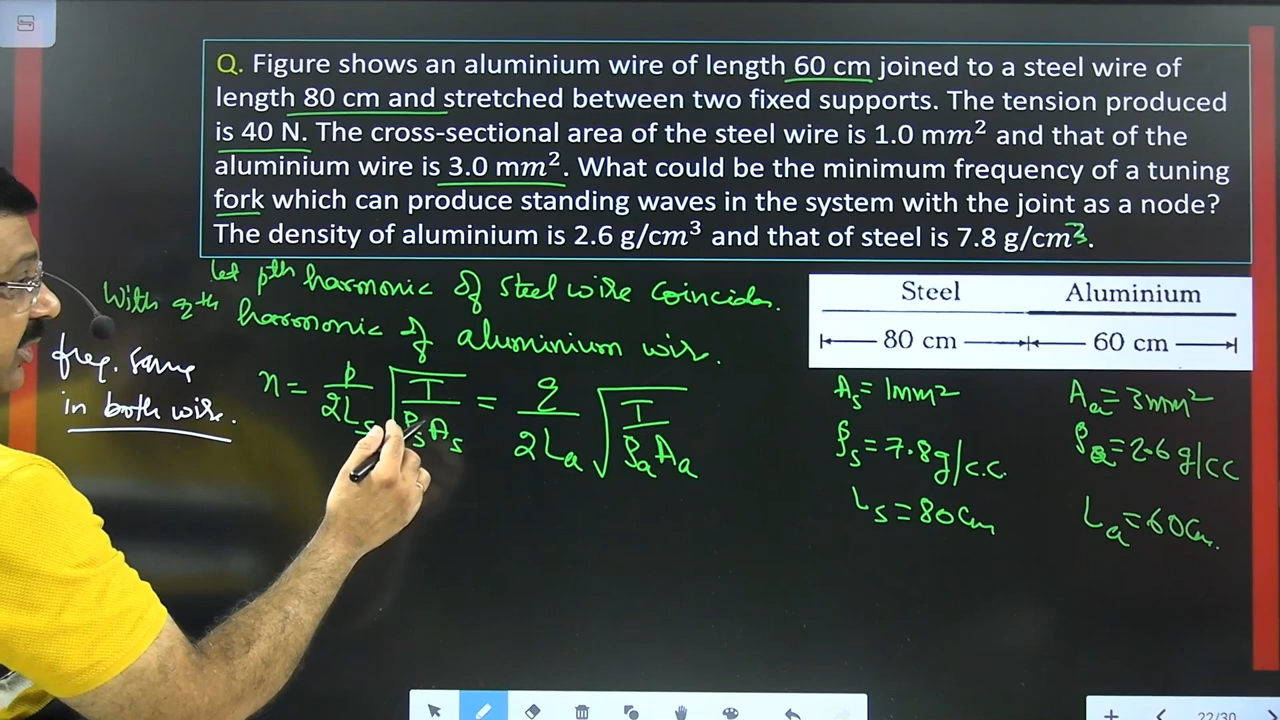 Q. Figure shows an aluminium wire of length 60 cm joined to a steel wire of
length 80 cm and stretched between two fixed supports. The tension produced
is 40 N. The cross-sectional area of the steel wire is 1.0 mm² and that of the
aluminium wire is 3.0 mm². What could be the minimum frequency of a tuning
fork which can produce standing waves in the system with the joint as a node?
The density of aluminium is 2.6 g/cm³ and that of steel is 7.8 g/cm³.
let pth harmonic of steel wire coincides
With qth harmonic of aluminium wire.
freq. same
in both wire.
n = p/2Ls √(T/ρsAs) = q/2La √(T/ρaAa)
Steel Aluminium
80 cm 60 cm
As = 1mm² Aa = 3mm²
ρs = 7.8g/c.c. ρa = 2.6 g/cc
Ls = 80Cm La = 60Cm.
22/30